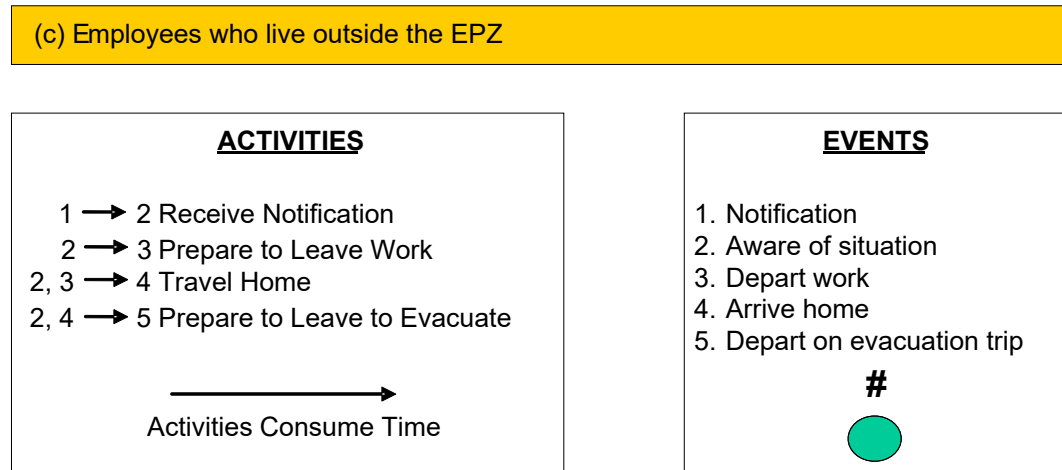 (c) Employees who live outside the EPZ
ACTIVITIES
1 → 2 Receive Notification
2 → 3 Prepare to Leave Work
2, 3 → 4 Travel Home
2, 4 → 5 Prepare to Leave to Evacuate
Activities Consume Time
EVENTS
1. Notification
2. Aware of situation
3. Depart work
4. Arrive home
5. Depart on evacuation trip
#